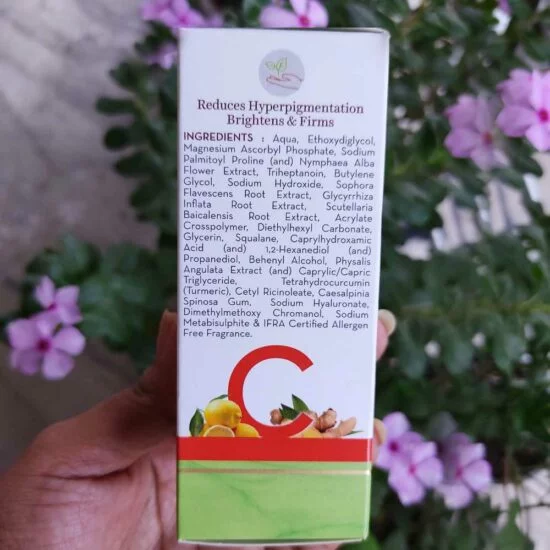 Reduces Hyperpigmentation
Brightens & Firms
INGREDIENTS : Aqua, Ethoxydiglycol,
Magnesium Ascorbyl Phosphate, Sodium
Palmitoyl Proline (and) Nymphaea Alba
Flower Extract, Triheptanoin, Butylene
Glycol, Sodium Hydroxide, Sophora
Flavescens Root Extract, Glycyrrhiza
Inflata Root Extract, Scutellaria
Baicalensis Root Extract, Acrylate
Crosspolymer, Diethylhexyl Carbonate,
Glycerin, Squalane, Caprylhydroxamic
Acid (and) 1,2-Hexanediol (and)
Propanediol, Behenyl Alcohol, Physalis
Angulata Extract (and) Caprylic/Capric
Triglyceride, Tetrahydrocurcumin
(Turmeric), Cetyl Ricinoleate, Caesalpinia
Spinosa Gum, Sodium Hyaluronate,
Dimethylmethoxy Chromanol, Sodium
Metabisulphite & IFRA Certified Allergen
Free Fragrance.
C